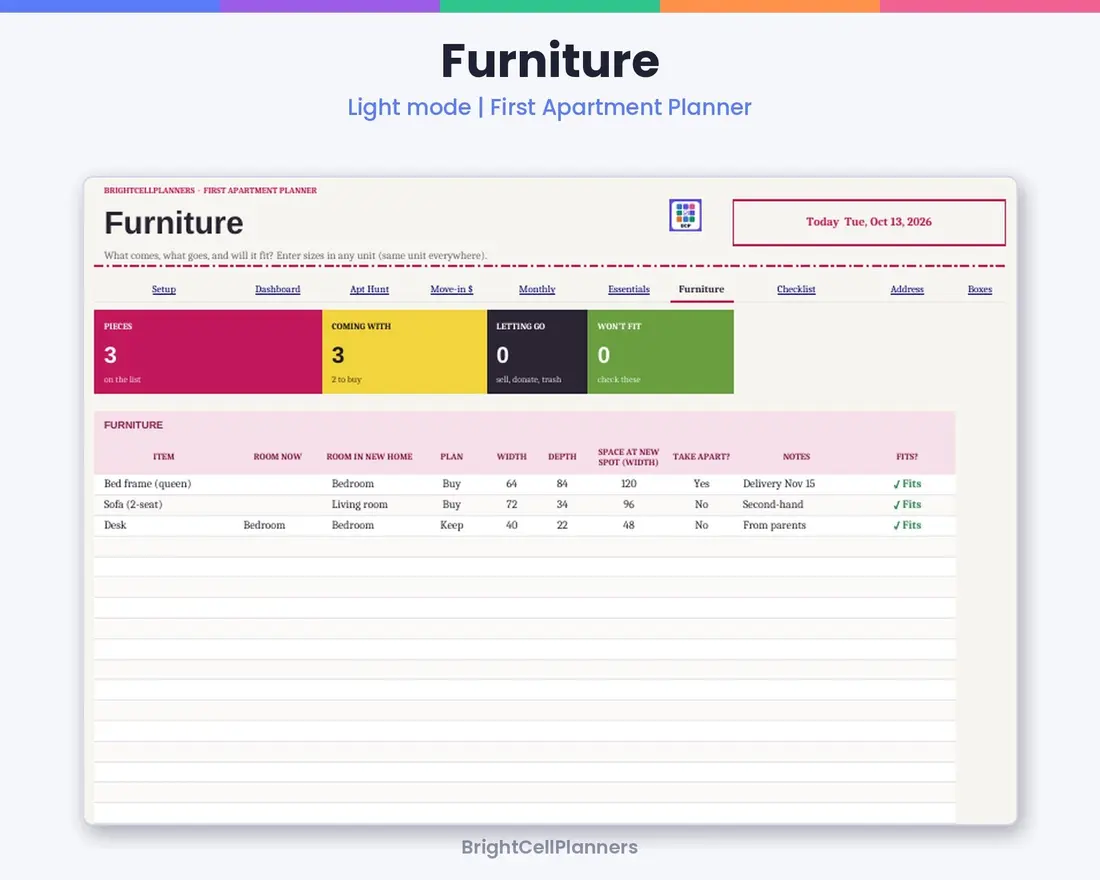 Furniture
Light mode | First Apartment Planner
BRIGHTCELLPLANNERS · FIRST APARTMENT PLANNER
Furniture
BCP
Today Tue, Oct 13, 2026
What comes, what goes, and will it fit? Enter sizes in any unit (same unit everywhere).
Setup Dashboard Apt Hunt Move-in $ Monthly Essentials Furniture Checklist Address Boxes
PIECES COMING WITH LETTING GO WON'T FIT
3 3 0 0
on the list 2 to buy sell, donate, trash check these
FURNITURE
ITEM ROOM NOW ROOM IN NEW HOME PLAN WIDTH DEPTH SPACE AT NEW SPOT (WIDTH) TAKE APART? NOTES FITS?
Bed frame (queen) Bedroom Buy 64 84 120 Yes Delivery Nov 15 ✓ Fits
Sofa (2-seat) Living room Buy 72 34 96 No Second-hand ✓ Fits
Desk Bedroom Bedroom Keep 40 22 48 No From parents ✓ Fits
BrightCellPlanners